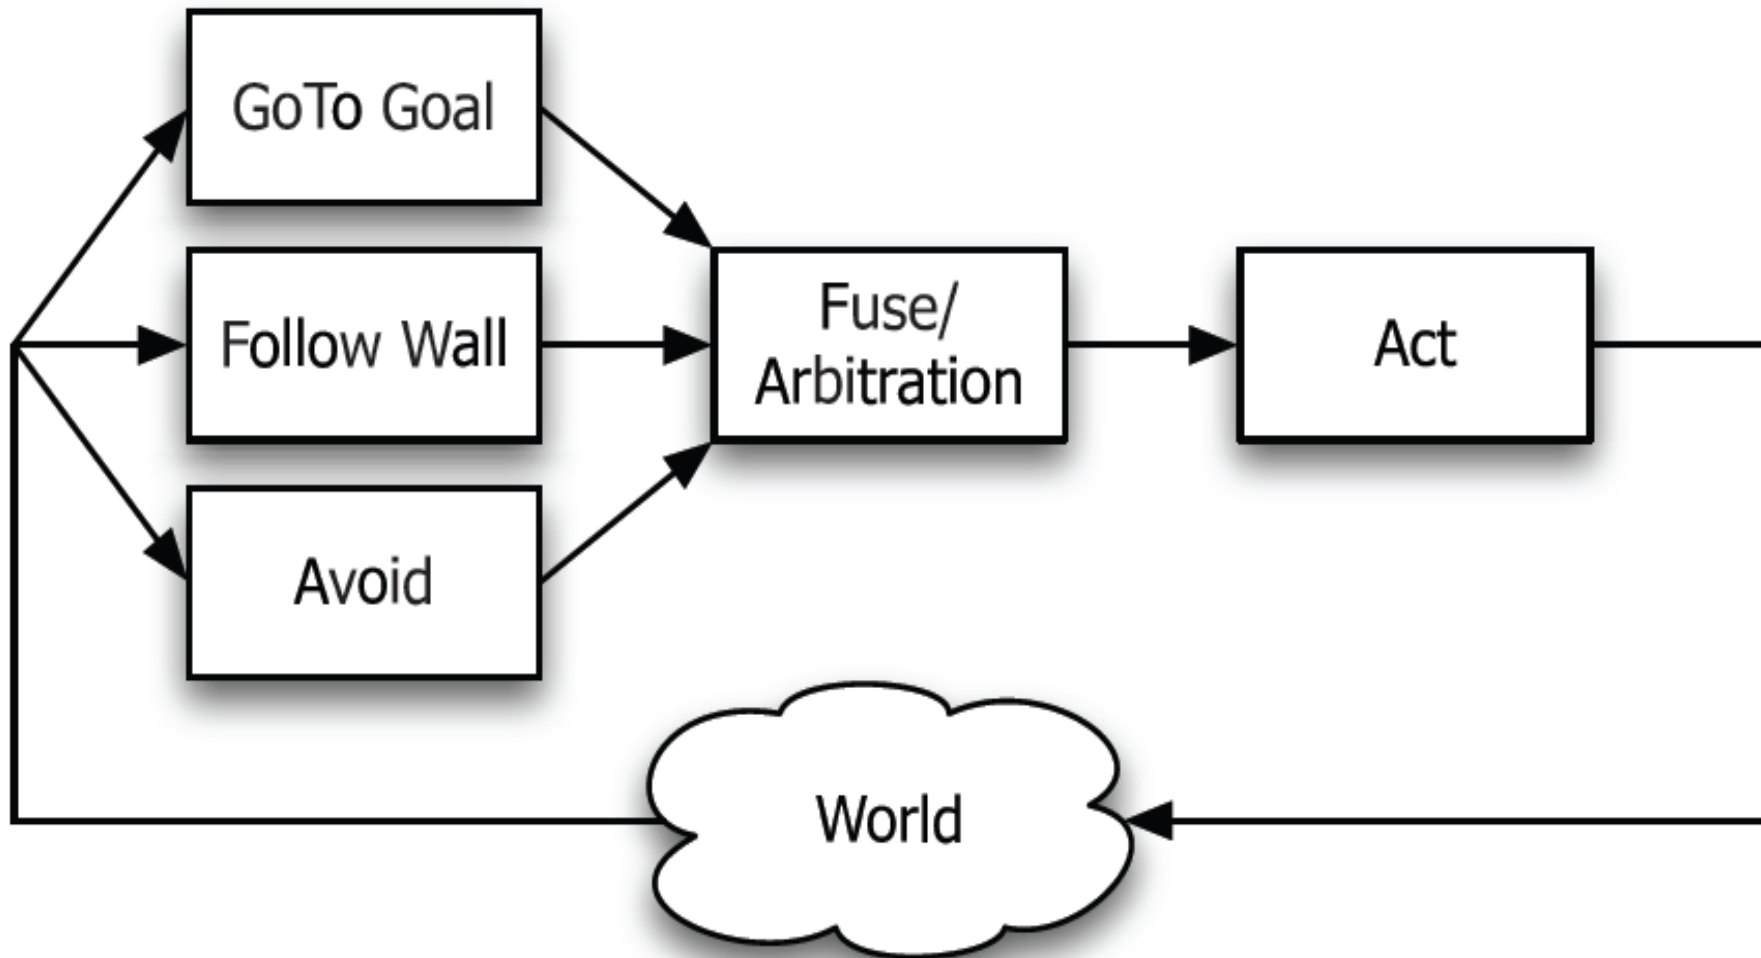 GoTo Goal
Follow Wall
Avoid
Fuse/
Arbitration
Act
World